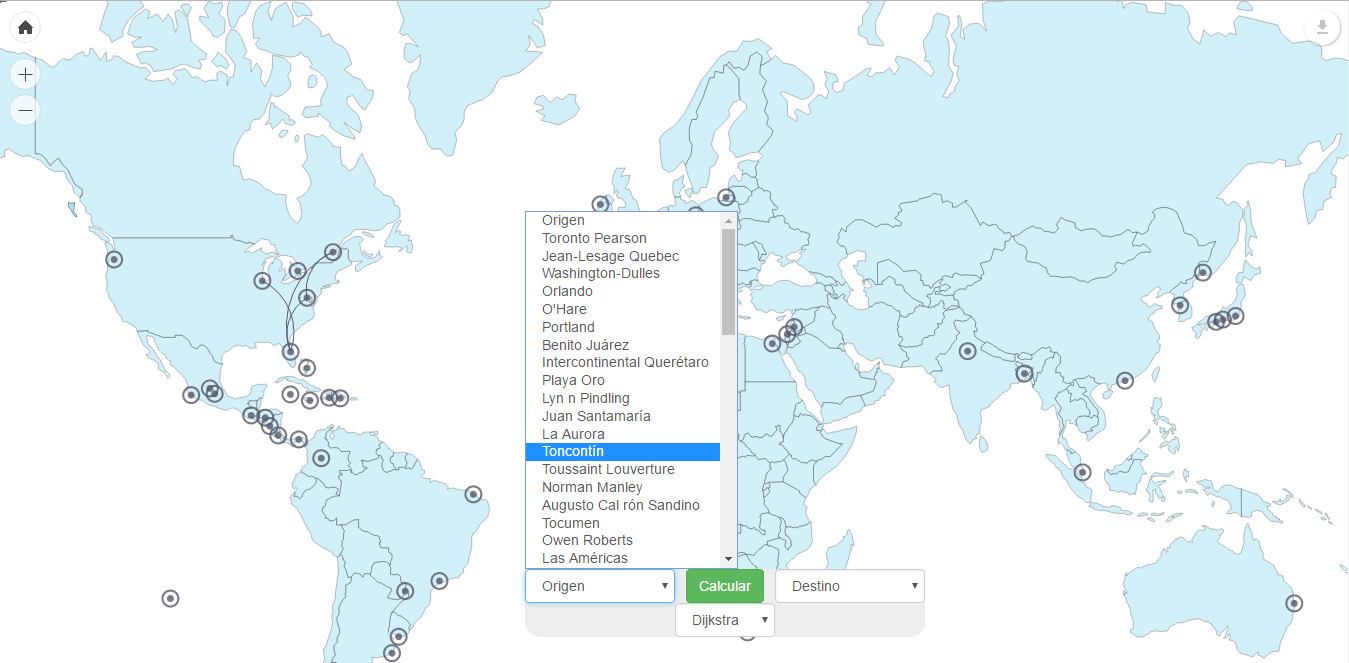 Origen
Toronto Pearson
Jean-Lesage Quebec
Washington-Dulles
Orlando
O'Hare
Portland
Benito Juárez
Intercontinental Querétaro
Playa Oro
Lyn n Pindling
Juan Santamaría
La Aurora
Toncontín
Toussaint Louverture
Norman Manley
Augusto Cal rón Sandino
Tocumen
Owen Roberts
Las Américas
Origen
Calcular
Destino
Dijkstra